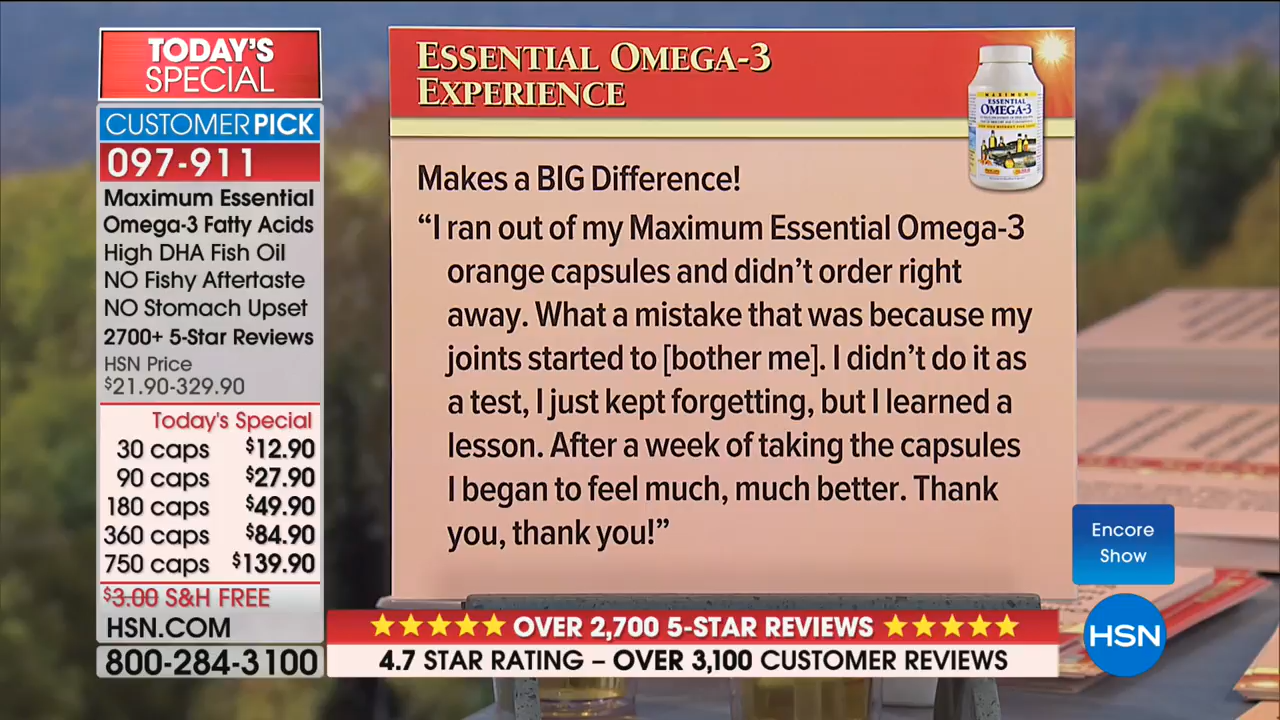 TODAY'S
SPECIAL
CUSTOMER PICK
097-911
Maximum Essential
Omega-3 Fatty Acids
High DHA Fish Oil
NO Fishy Aftertaste
NO Stomach Upset
2700+ 5-Star Reviews
HSN Price
$21.90-329.90
Today's Special
30 caps $12.90
90 caps $27.90
180 caps $49.90
360 caps $84.90
750 caps $139.90
$3.00 S&H FREE
HSN.COM
800-284-3100
ESSENTIAL OMEGA-3
EXPERIENCE
MAXIMUM
ESSENTIAL
OMEGA-3
Makes a BIG Difference!
“I ran out of my Maximum Essential Omega-3
orange capsules and didn’t order right
away. What a mistake that was because my
joints started to [bother me]. I didn’t do it as
a test, I just kept forgetting, but I learned a
lesson. After a week of taking the capsules
I began to feel much, much better. Thank
you, thank you!”
Encore
Show
HSN
OVER 2,700 5-STAR REVIEWS
4.7 STAR RATING – OVER 3,100 CUSTOMER REVIEWS